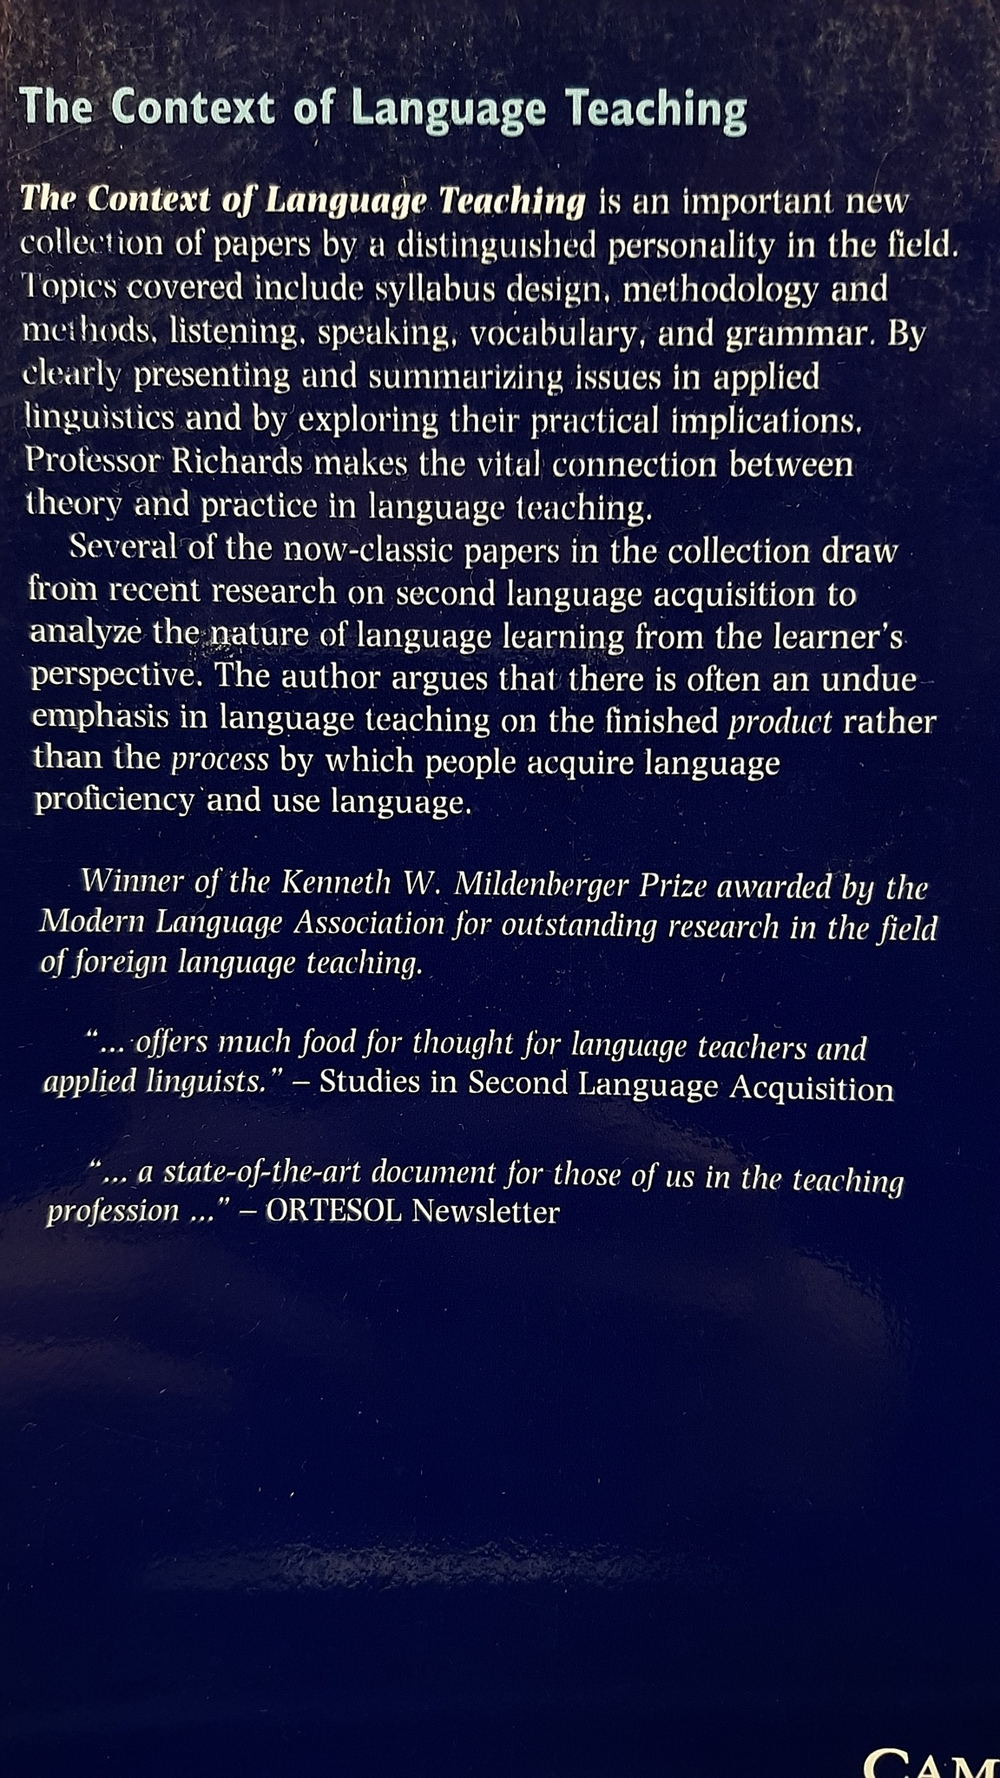 The Context of Language Teaching
The Context of Language Teaching is an important new
collection of papers by a distinguished personality in the field.
Topics covered include syllabus design, methodology and
methods, listening, speaking, vocabulary, and grammar. By
clearly presenting and summarizing issues in applied
linguistics and by exploring their practical implications,
Professor Richards makes the vital connection between
theory and practice in language teaching.
Several of the now-classic papers in the collection draw
from recent research on second language acquisition to
analyze the nature of language learning from the learner's
perspective. The author argues that there is often an undue
emphasis in language teaching on the finished product rather
than the process by which people acquire language
proficiency and use language.
Winner of the Kenneth W. Mildenberger Prize awarded by the
Modern Language Association for outstanding research in the field
of foreign language teaching.
“... offers much food for thought for language teachers and
applied linguists.” – Studies in Second Language Acquisition
“... a state-of-the-art document for those of us in the teaching
profession ...” – ORTESOL Newsletter
CAM